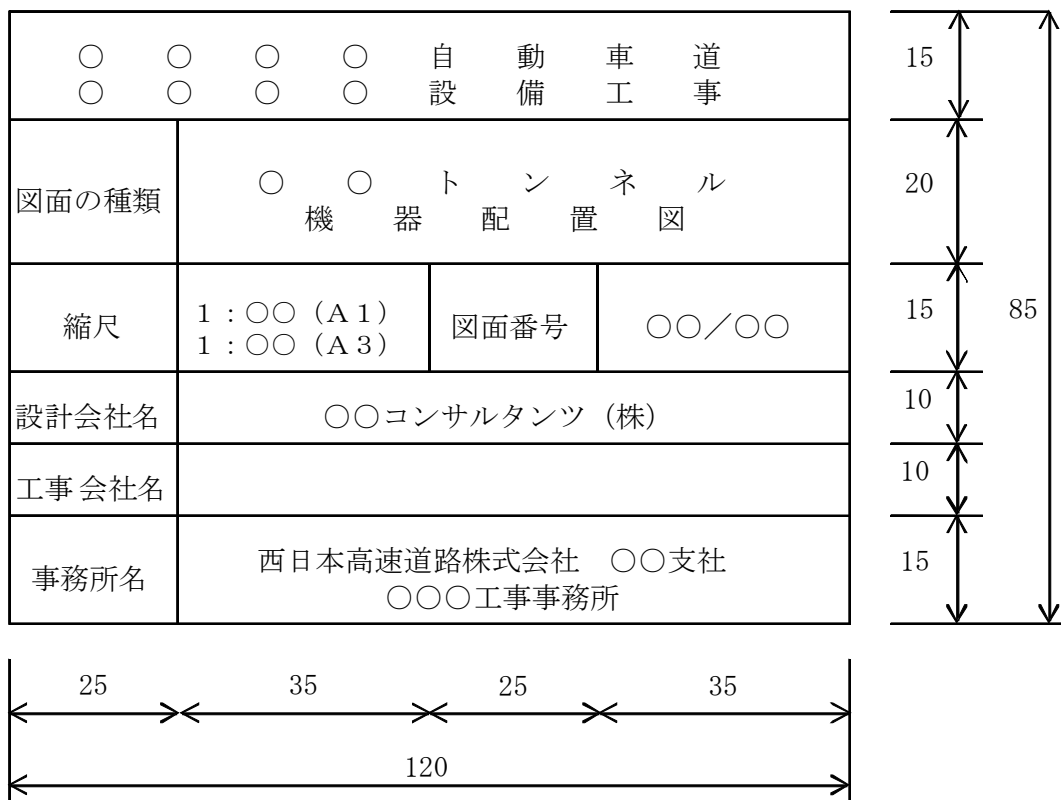 ○　○　○　○　自　動　車　道
○　○　○　○　設　備　工　事
図面の種類
○　○　ト　ン　ネ　ル
機　器　配　置　図
縮尺
１：○○（Ａ１）
１：○○（Ａ３）
図面番号
○○／○○
設計会社名
○○コンサルタンツ（株）
工事会社名
事務所名
西日本高速道路株式会社　○○支社
○○○工事事務所
15
20
15
10
10
15
85
25
35
25
35
120